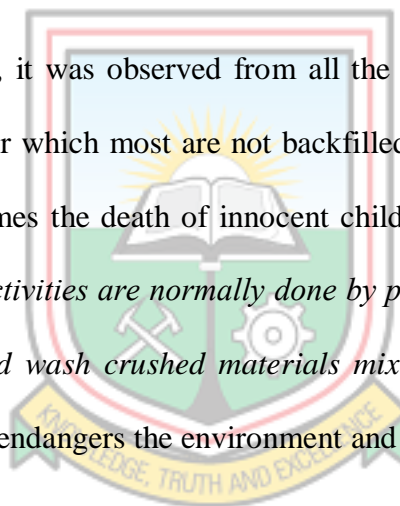 , it was observed from all the
r which most are not backfilled
mes the death of innocent child
ctivities are normally done by p
d wash crushed materials mix
endangers the environment and
KNOWLEDGE, TRUTH AND EXCELLENCE